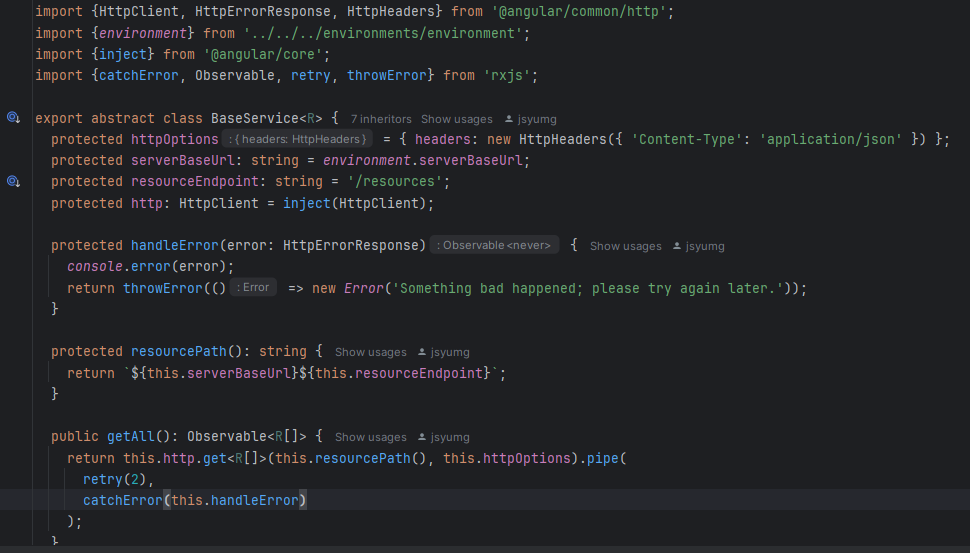 import {HttpClient, HttpErrorResponse, HttpHeaders} from '@angular/common/http';
import {environment} from '../../../environments/environment';
import {inject} from '@angular/core';
import {catchError, Observable, retry, throwError} from 'rxjs';
export abstract class BaseService<R> { 7 inheritors Show usages jsyumg
protected httpOptions : {headers: HttpHeaders} = { headers: new HttpHeaders({ 'Content-Type': 'application/json' }) };
protected serverBaseUrl: string = environment.serverBaseUrl;
protected resourceEndpoint: string = '/resources';
protected http: HttpClient = inject(HttpClient);
protected handleError(error: HttpErrorResponse) : Observable<never> { Show usages jsyumg
console.error(error);
return throwError(() : Error => new Error('Something bad happened; please try again later.'));
}
protected resourcePath(): string { Show usages jsyumg
return `${this.serverBaseUrl}${this.resourceEndpoint}`;
}
public getAll(): Observable<R[]> { Show usages jsyumg
return this.http.get<R[]>(this.resourcePath(), this.httpOptions).pipe(
retry(2),
catchError(this.handleError)
);
}